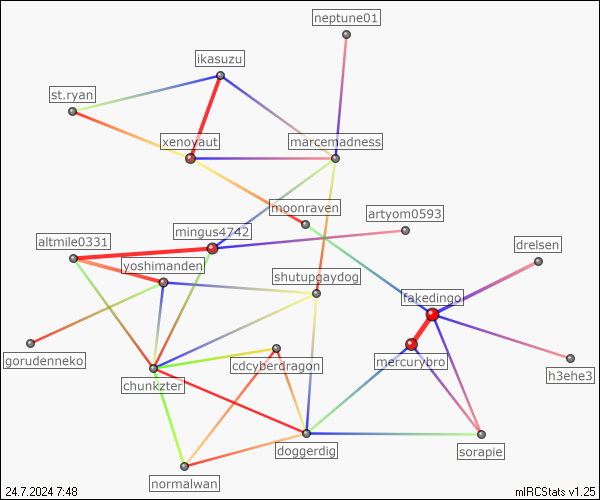 neptune01
ikasuzu
st.ryan
xenoyaut
marcemadness
moonraven
artyom0593
mingus4742
altmile0331
drelsen
yoshimanden
shutupgaydog
fakedingo
gorudenneko
cdcyberdragon
mercurybro
chunkzter
h3ehe3
doggerdig
sorapie
normalwan
24.7.2024 7:48
mIRCStats v1.25